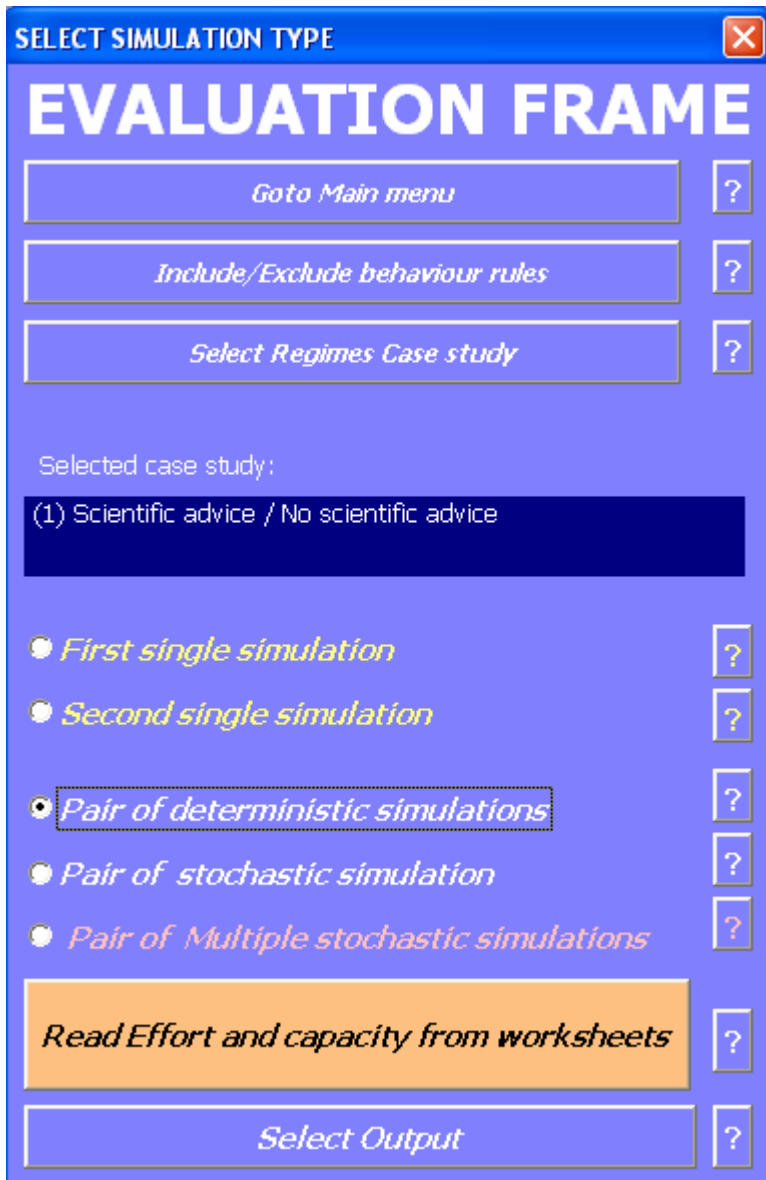 SELECT SIMULATION TYPE
EVALUATION FRAME
Goto Main menu ?
Include/Exclude behaviour rules ?
Select Regimes Case study ?
Selected case study:
(1) Scientific advice / No scientific advice
First single simulation ?
Second single simulation ?
Pair of deterministic simulations ?
Pair of stochastic simulation ?
Pair of Multiple stochastic simulations ?
Read Effort and capacity from worksheets ?
Select Output ?